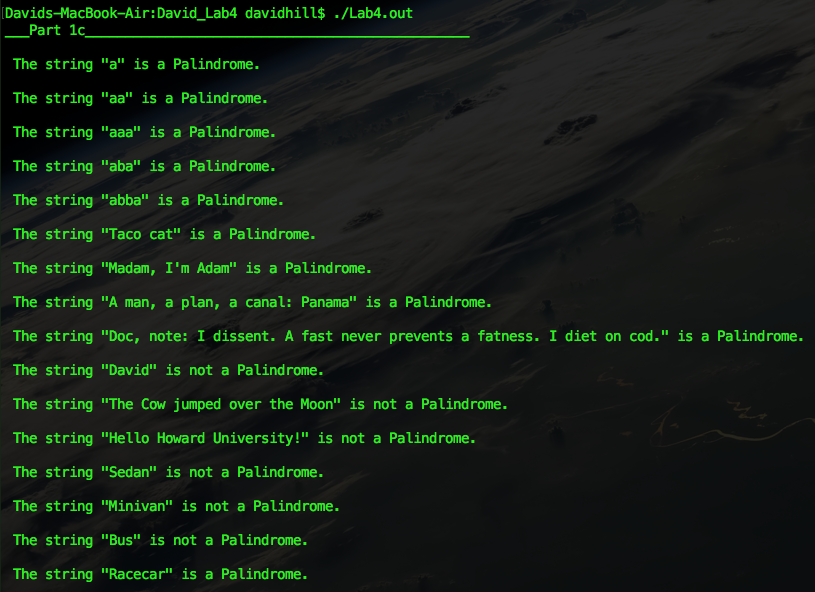 Davids-MacBook-Air:David_Lab4 davidhill$ ./Lab4.out
___Part 1c________________________________________________
The string "a" is a Palindrome.
The string "aa" is a Palindrome.
The string "aaa" is a Palindrome.
The string "aba" is a Palindrome.
The string "abba" is a Palindrome.
The string "Taco cat" is a Palindrome.
The string "Madam, I'm Adam" is a Palindrome.
The string "A man, a plan, a canal: Panama" is a Palindrome.
The string "Doc, note: I dissent. A fast never prevents a fatness. I diet on cod." is a Palindrome.
The string "David" is not a Palindrome.
The string "The Cow jumped over the Moon" is not a Palindrome.
The string "Hello Howard University!" is not a Palindrome.
The string "Sedan" is not a Palindrome.
The string "Minivan" is not a Palindrome.
The string "Bus" is not a Palindrome.
The string "Racecar" is a Palindrome.